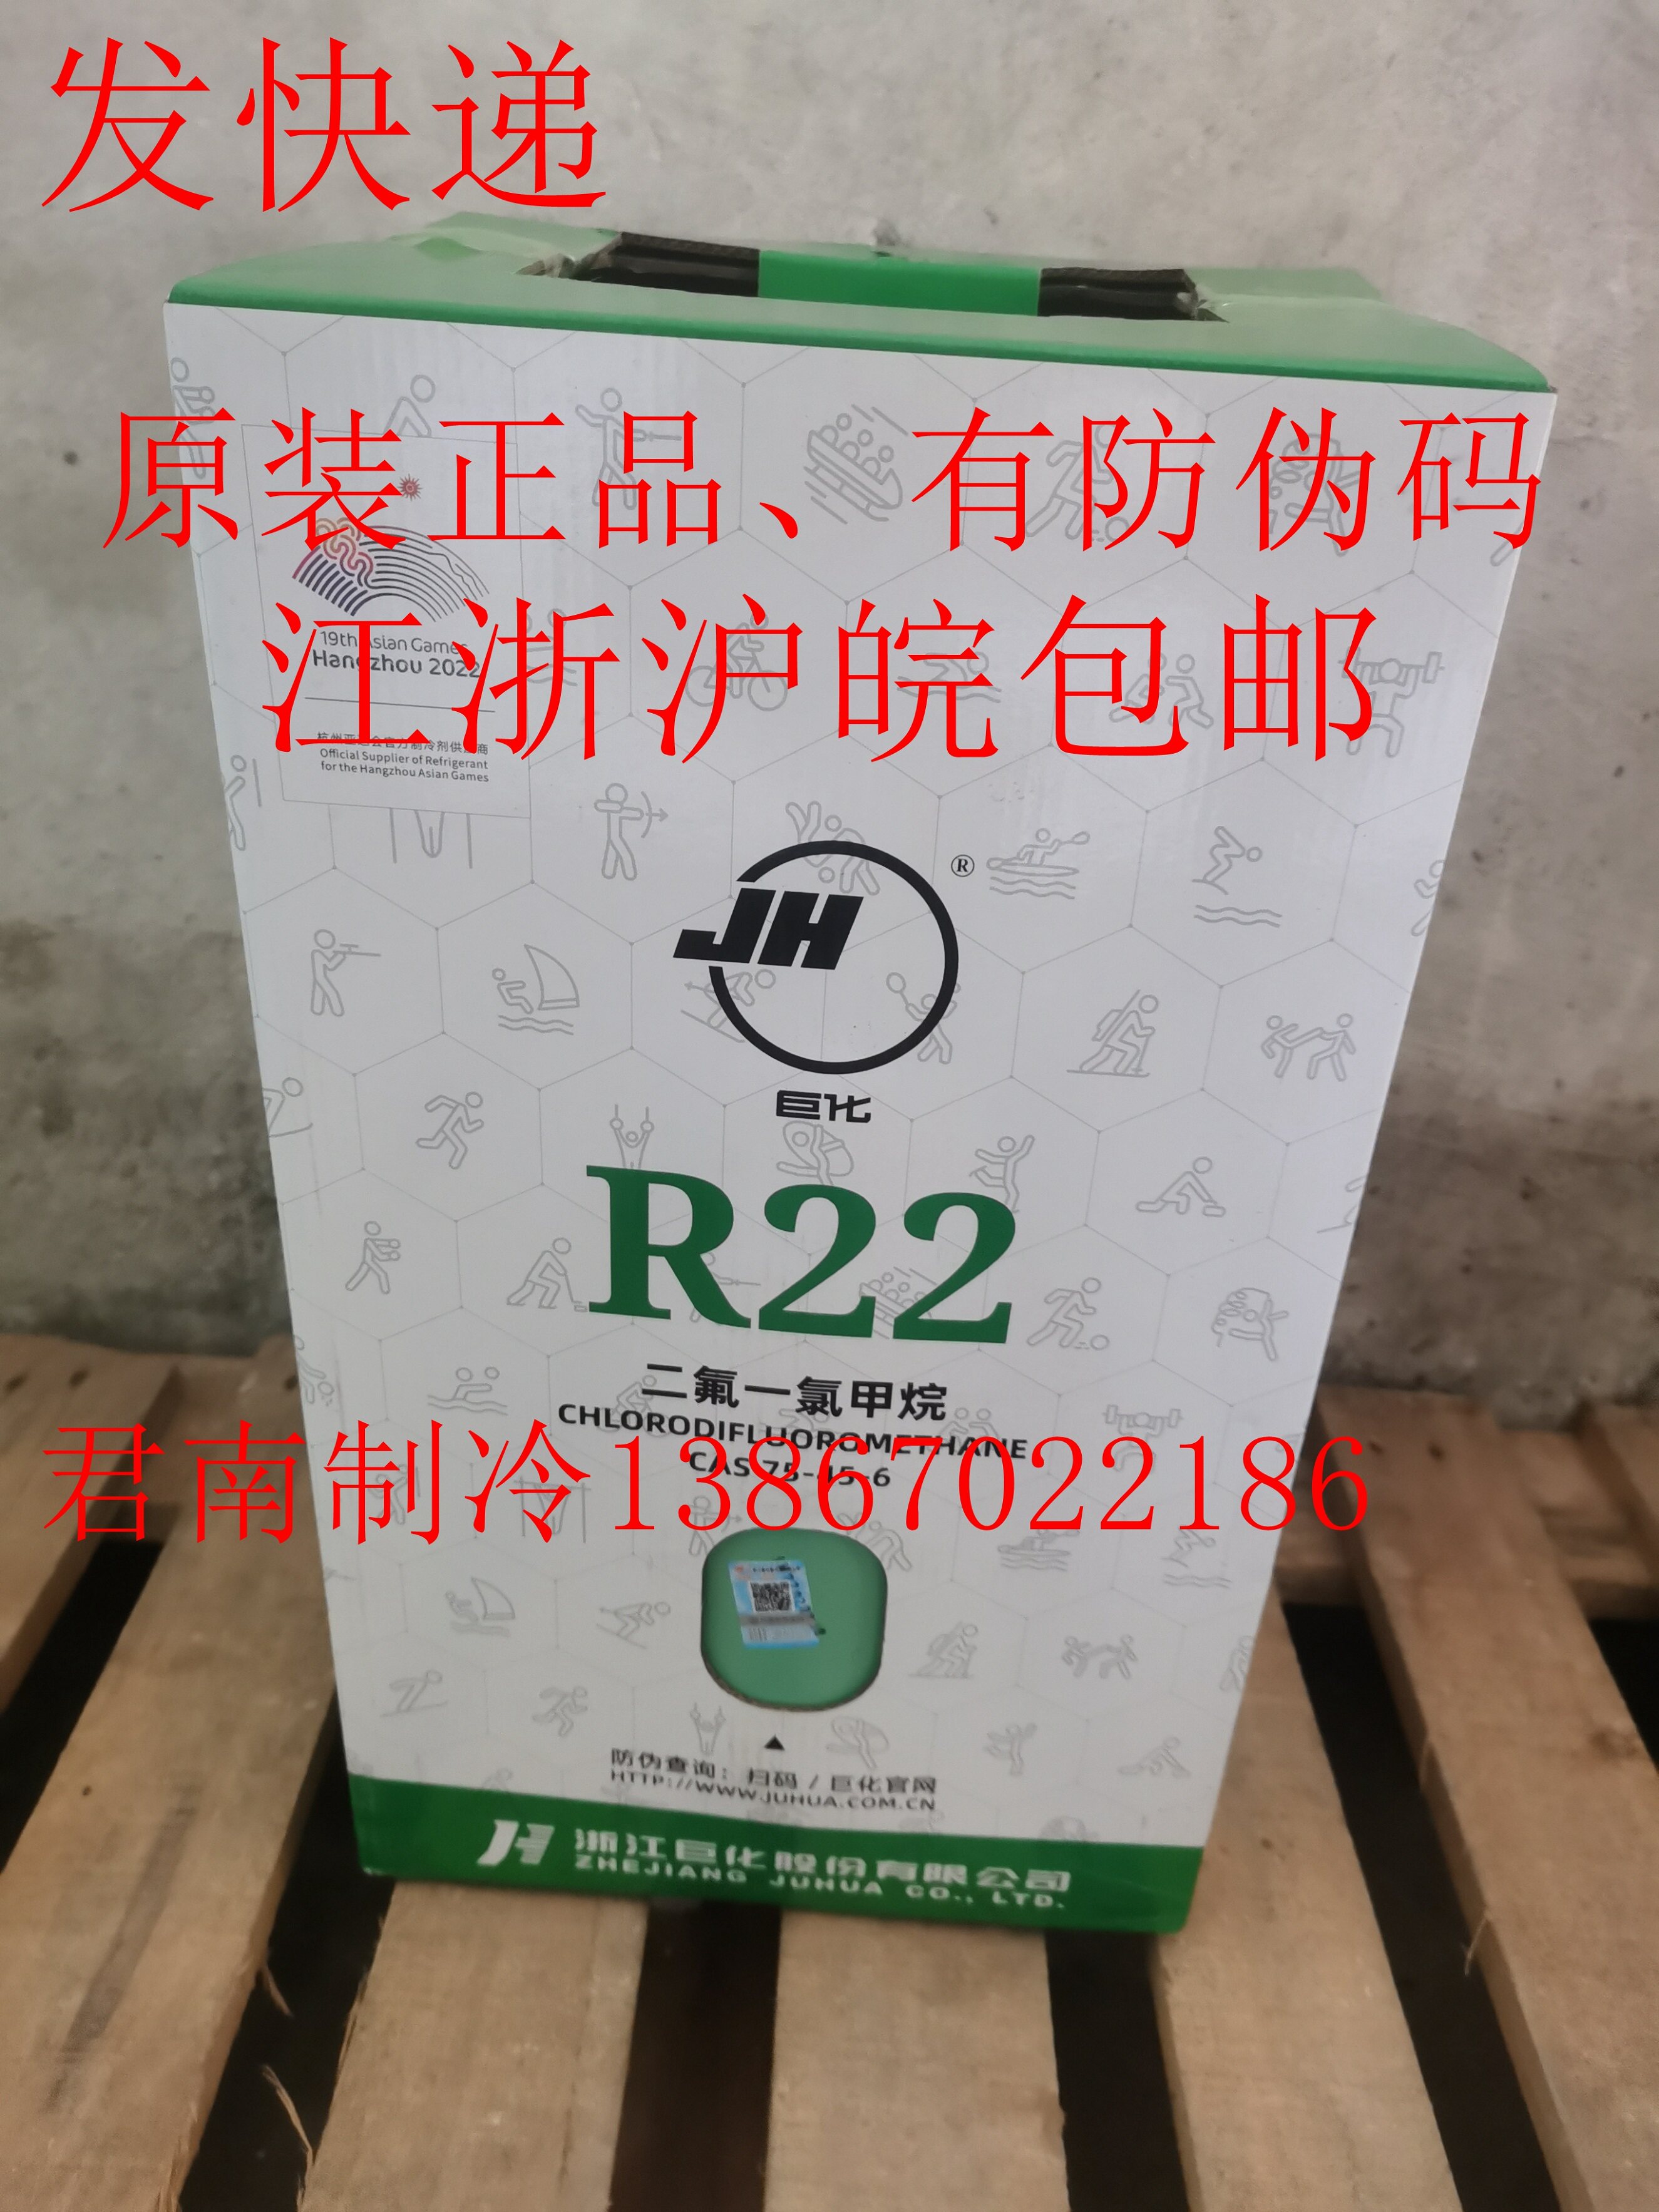 发快递
原装正品、有防伪码
江浙沪皖包邮
19th Asian Games
Hangzhou 2022
杭州亚运会官方制冷剂供应商
Official Supplier of Refrigerant
for the Hangzhou Asian Games
JH
®
巨化
R22
二氟一氯甲烷
CHLORODIFLUOROMETHANE
CAS 75-45-6
君南制冷13867022186
防伪查询：扫码 / 巨化官网
HTTP://WWW.JUHUA.COM.CN
JH 浙江巨化股份有限公司
ZHEJIANG JUHUA CO., LTD.